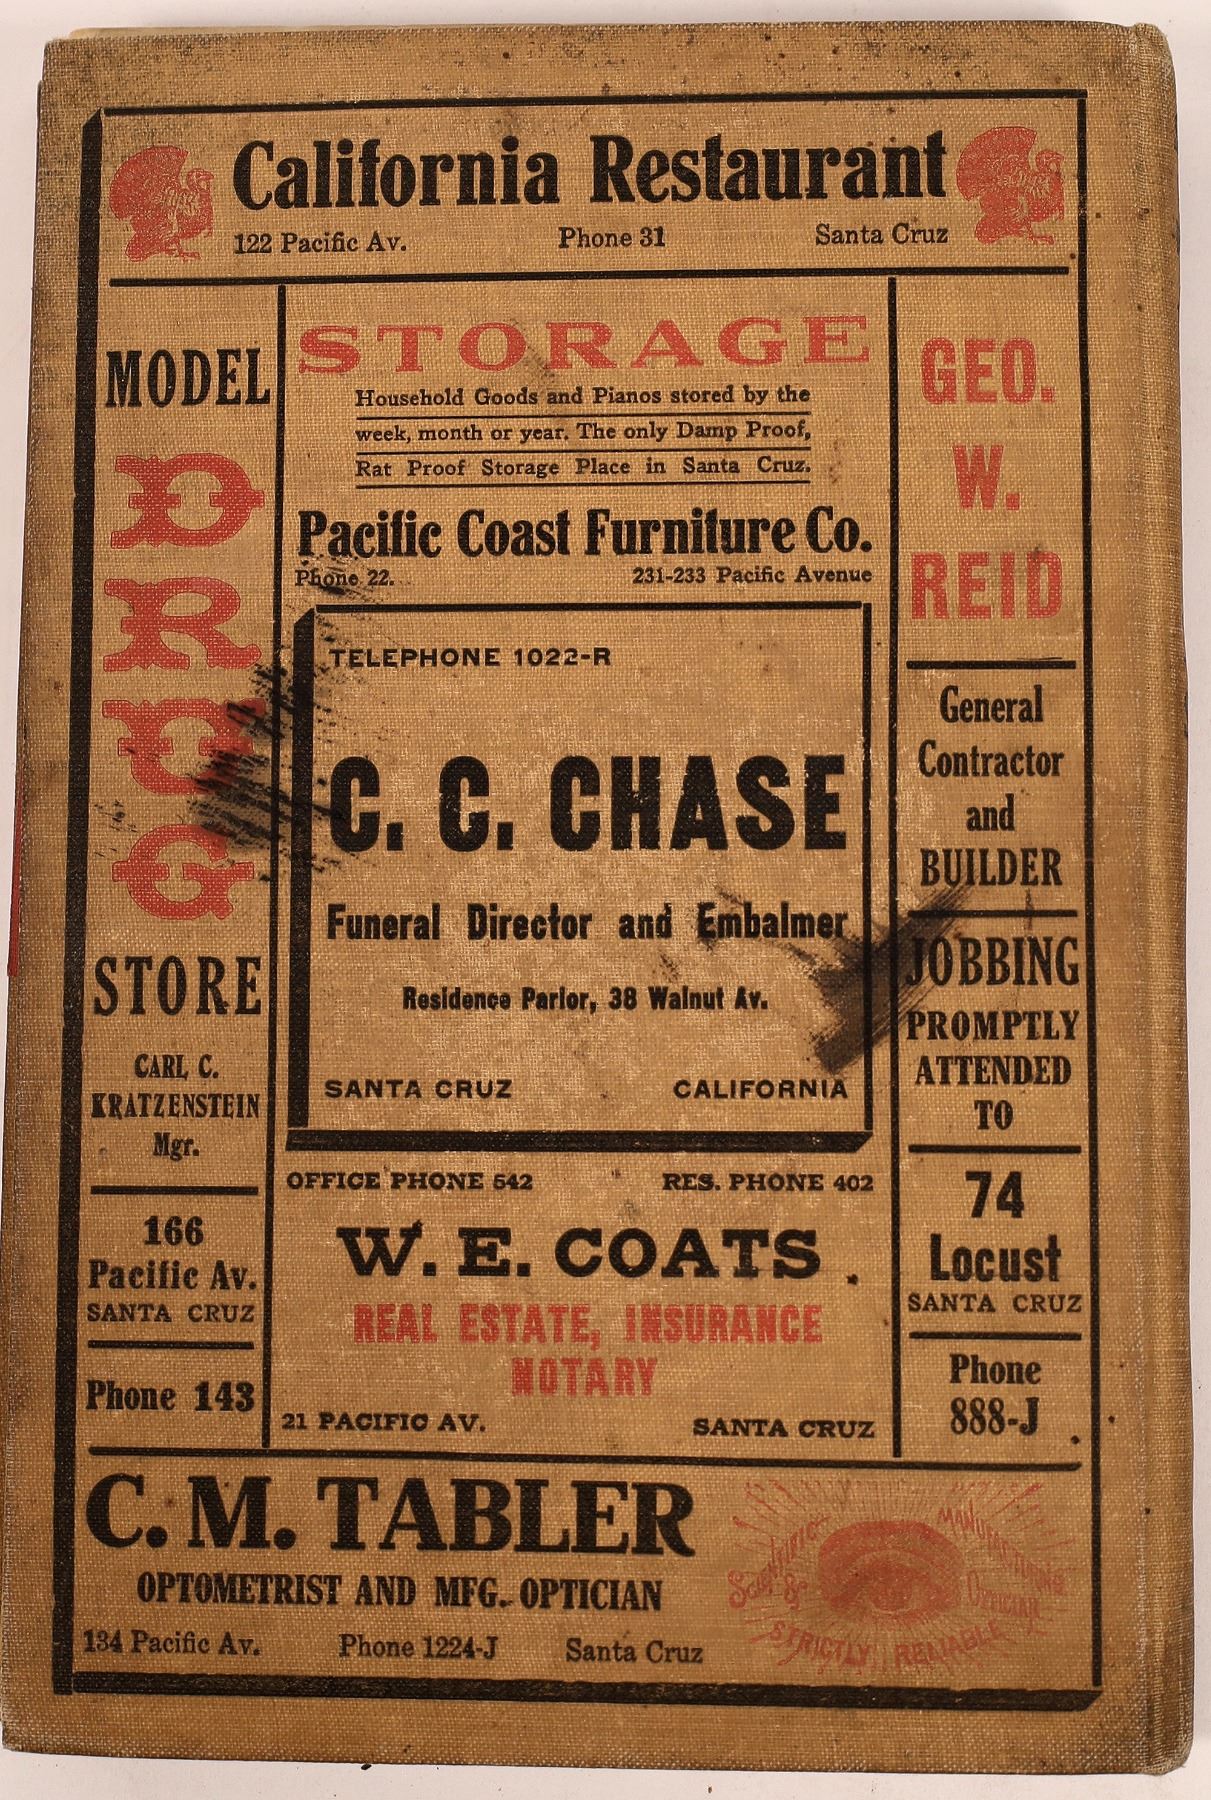 California Restaurant
122 Pacific Av. Phone 31 Santa Cruz
MODEL
DRUG
STORE
CARL C.
KRATZENSTEIN
Mgr.
166
Pacific Av.
SANTA CRUZ
Phone 143
STORAGE
Household Goods and Pianos stored by the
week, month or year. The only Damp Proof,
Rat Proof Storage Place in Santa Cruz.
Pacific Coast Furniture Co.
Phone 22. 231-233 Pacific Avenue
TELEPHONE 1022-R
C. C. CHASE
Funeral Director and Embalmer
Residence Parlor, 38 Walnut Av.
SANTA CRUZ CALIFORNIA
OFFICE PHONE 542 RES. PHONE 402
W. E. COATS
REAL ESTATE, INSURANCE
NOTARY
21 PACIFIC AV. SANTA CRUZ
GEO.
W.
REID
General
Contractor
and
BUILDER
JOBBING
PROMPTLY
ATTENDED
TO
74
Locust
SANTA CRUZ
Phone
888-J
C. M. TABLER
OPTOMETRIST AND MFG. OPTICIAN
134 Pacific Av. Phone 1224-J Santa Cruz
SCIENTIFIC
&
MANUFACTURING
OPTICIAN
STRICTLY RELIABLE